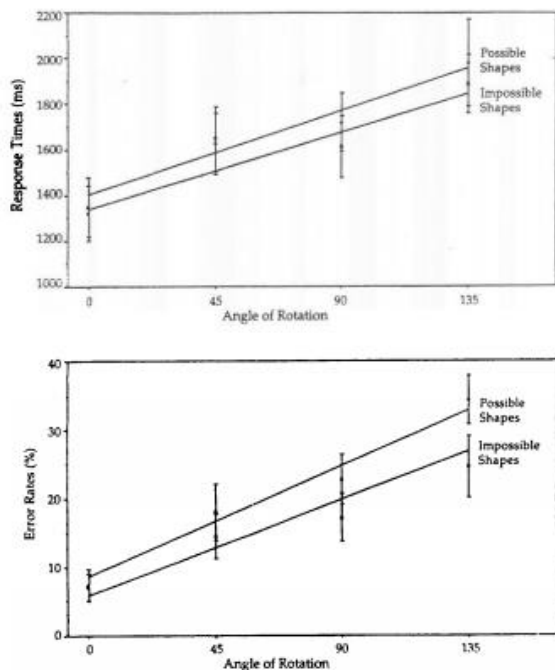 2200
2000
1800
1600
1400
1200
1000
Response Times (ms)
Possible
Shapes
Impossible
Shapes
0 45 90 135
Angle of Rotation
40
30
20
10
0
Error Rates (%)
Possible
Shapes
Impossible
Shapes
0 45 90 135
Angle of Rotation